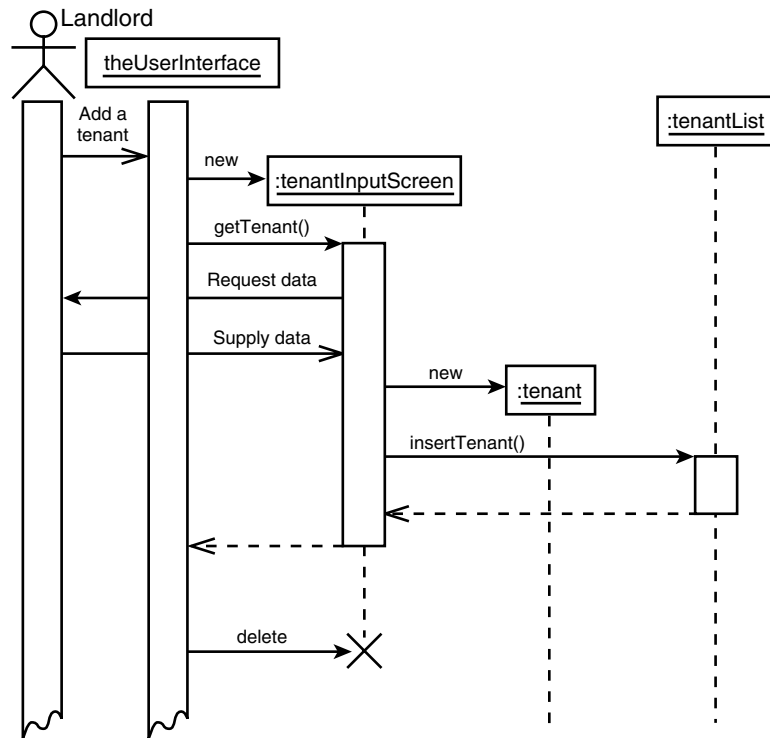 Landlord
theUserInterface
Add a
tenant
:tenantList
new
:tenantInputScreen
getTenant()
Request data
Supply data
new
:tenant
insertTenant()
delete